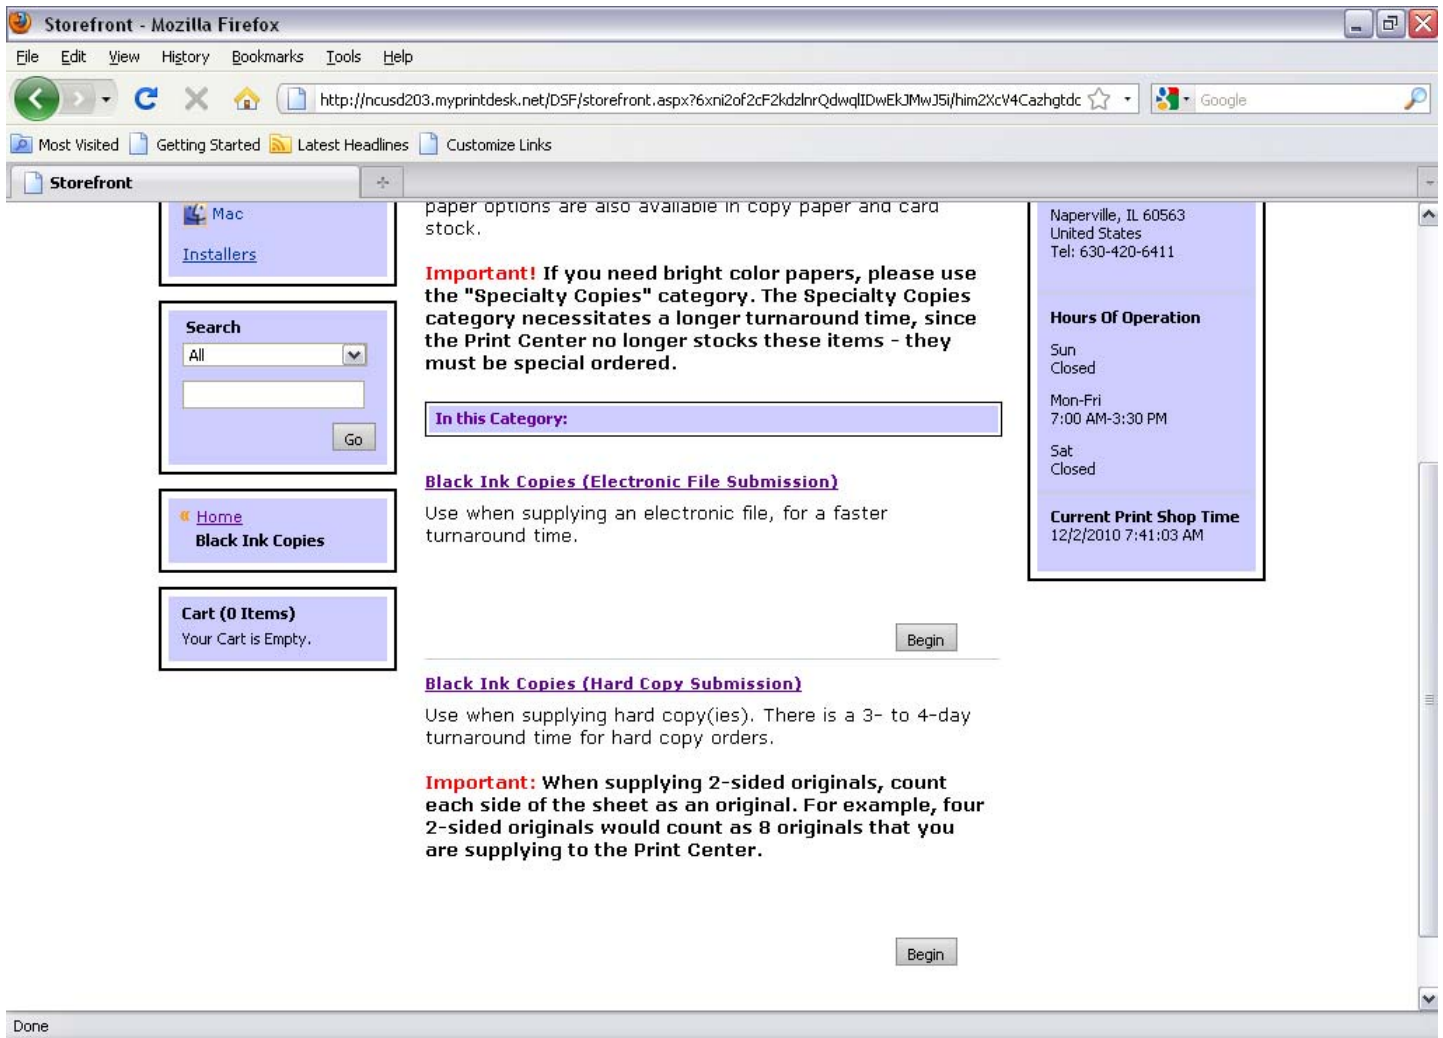 Storefront - Mozilla Firefox
File Edit View History Bookmarks Tools Help
http://ncusd203.myprintdesk.net/DSF/storefront.aspx?6xni2of2cF2kdzlnrQdwqlIDwEkJMwJ5i/him2XcV4Cazhgtdc
Google
Most Visited Getting Started Latest Headlines Customize Links
Storefront
Mac
Installers
Search
All
Go
« Home
Black Ink Copies
Cart (0 Items)
Your Cart is Empty.
paper options are also available in copy paper and card
stock.
Important! If you need bright color papers, please use
the "Specialty Copies" category. The Specialty Copies
category necessitates a longer turnaround time, since
the Print Center no longer stocks these items - they
must be special ordered.
In this Category:
Black Ink Copies (Electronic File Submission)
Use when supplying an electronic file, for a faster
turnaround time.
Begin
Black Ink Copies (Hard Copy Submission)
Use when supplying hard copy(ies). There is a 3- to 4-day
turnaround time for hard copy orders.
Important: When supplying 2-sided originals, count
each side of the sheet as an original. For example, four
2-sided originals would count as 8 originals that you
are supplying to the Print Center.
Begin
Naperville, IL 60563
United States
Tel: 630-420-6411
Hours Of Operation
Sun
Closed
Mon-Fri
7:00 AM-3:30 PM
Sat
Closed
Current Print Shop Time
12/2/2010 7:41:03 AM
Done